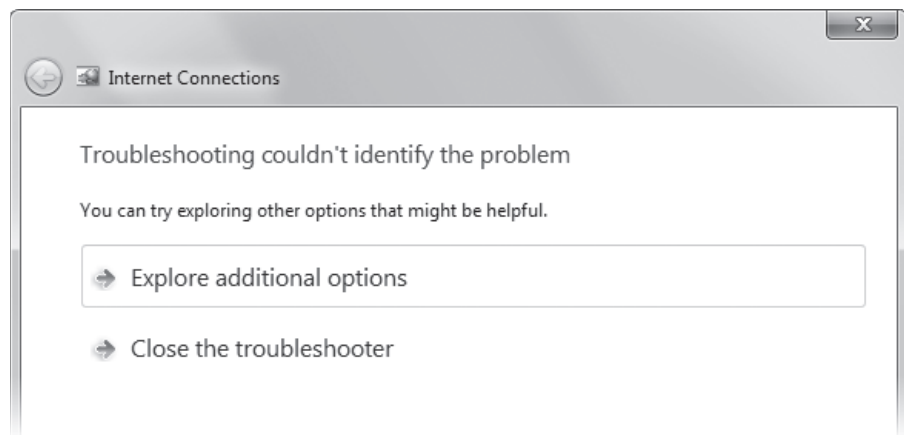 X
Internet Connections
Troubleshooting couldn't identify the problem
You can try exploring other options that might be helpful.
Explore additional options
Close the troubleshooter